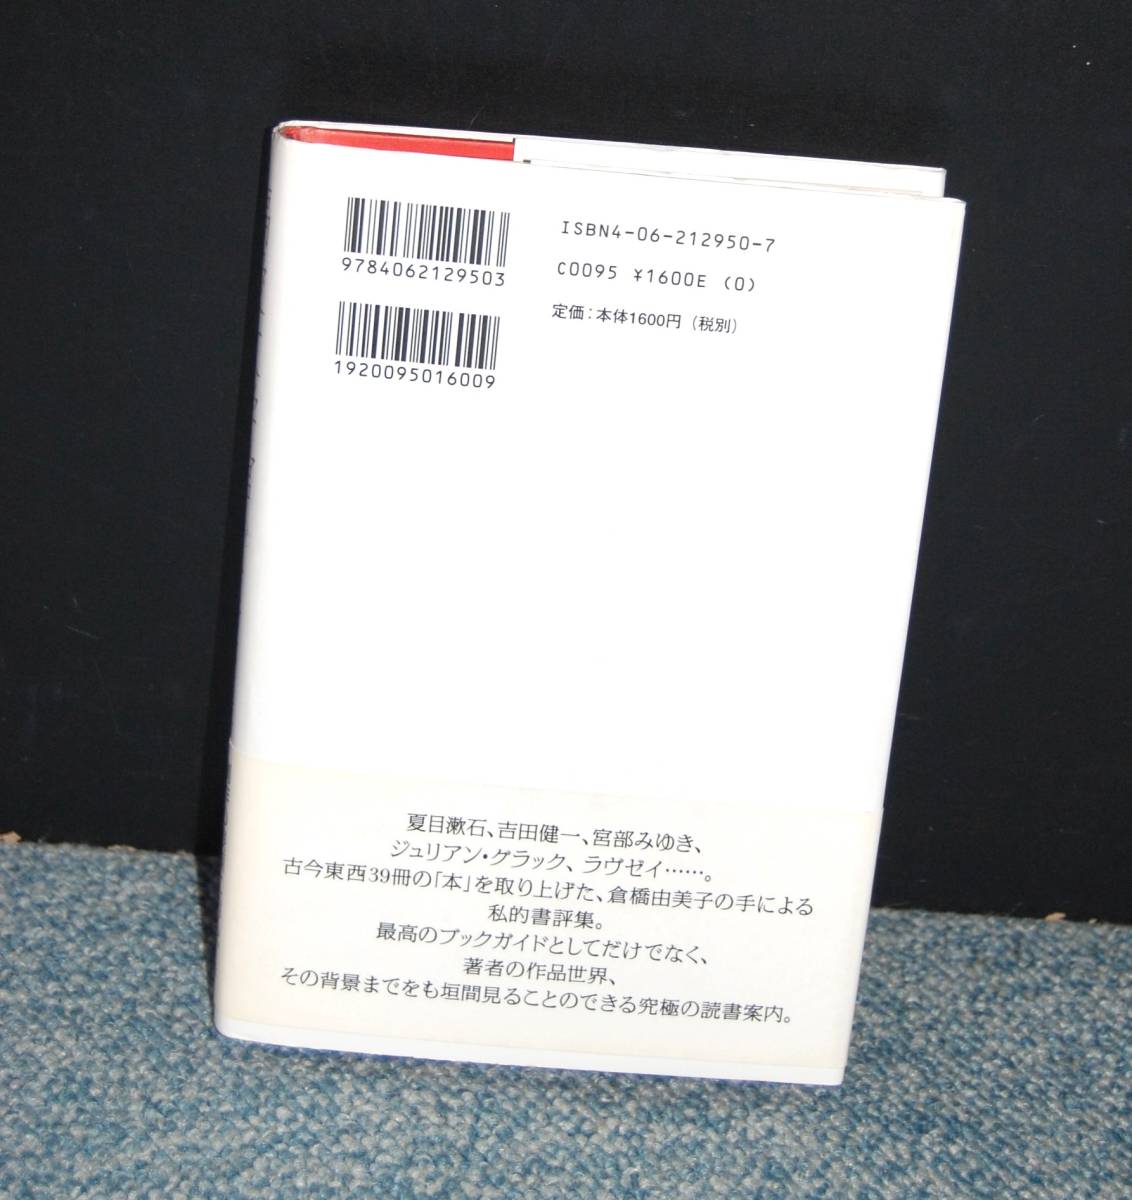 9784062129503
1920095016009
ISBN4-06-212950-7
C0095 ¥1600E (0)
定価：本体1600円（税別）
夏目漱石、吉田健一、宮部みゆき、
ジュリアン・グラック、ラヴゼイ……。
古今東西39冊の「本」を取り上げた、倉橋由美子の手による
私的書評集。
最高のブックガイドとしてだけでなく、
著者の作品世界、
その背景までをも垣間見ることのできる究極の読書案内。